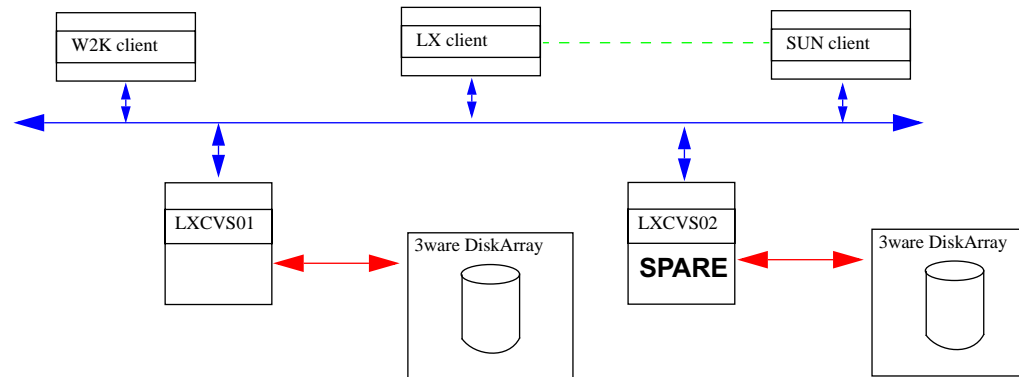 W2K client
LX client
SUN client
LXCVS01
LXCVS02
3ware DiskArray
3ware DiskArray
SPARE